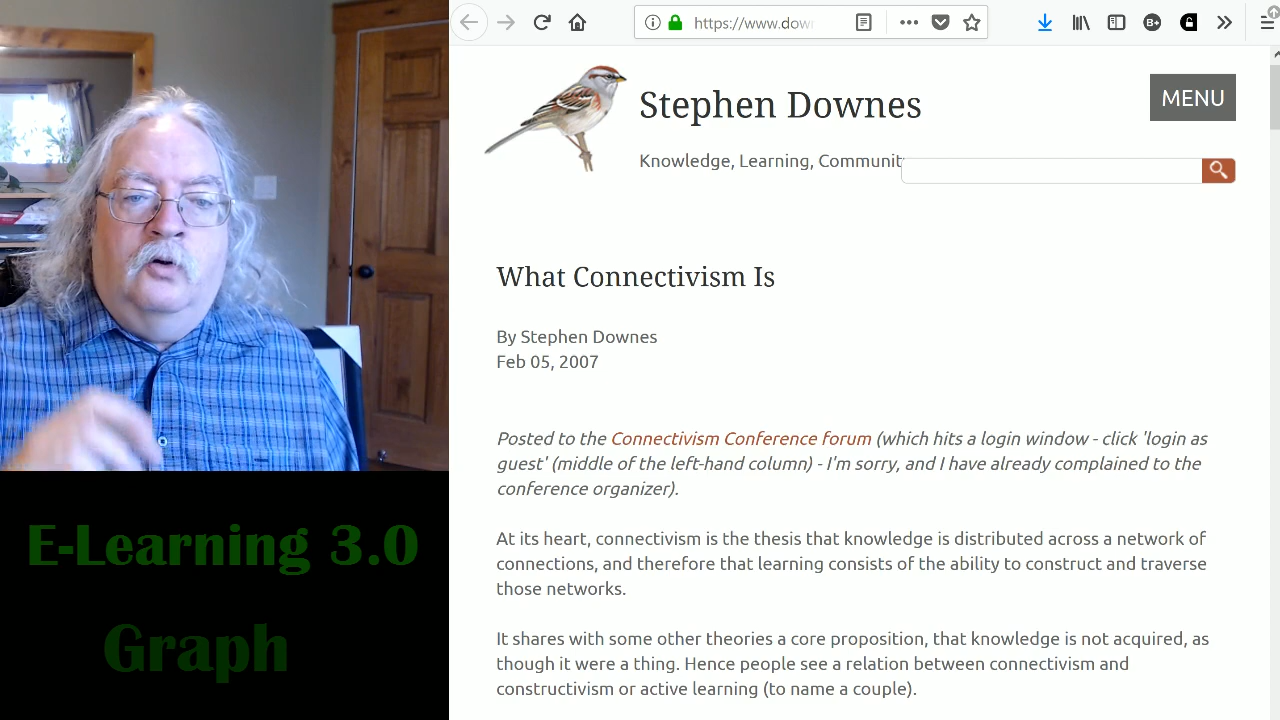 https://www.dow
B+
Stephen Downes
MENU
Knowledge, Learning, Communit
What Connectivism Is
By Stephen Downes
Feb 05, 2007
Posted to the Connectivism Conference forum (which hits a login window - click 'login as
guest' (middle of the left-hand column) - I'm sorry, and I have already complained to the
conference organizer).
At its heart, connectivism is the thesis that knowledge is distributed across a network of
connections, and therefore that learning consists of the ability to construct and traverse
those networks.
It shares with some other theories a core proposition, that knowledge is not acquired, as
though it were a thing. Hence people see a relation between connectivism and
constructivism or active learning (to name a couple).
E-Learning 3.0
Graph